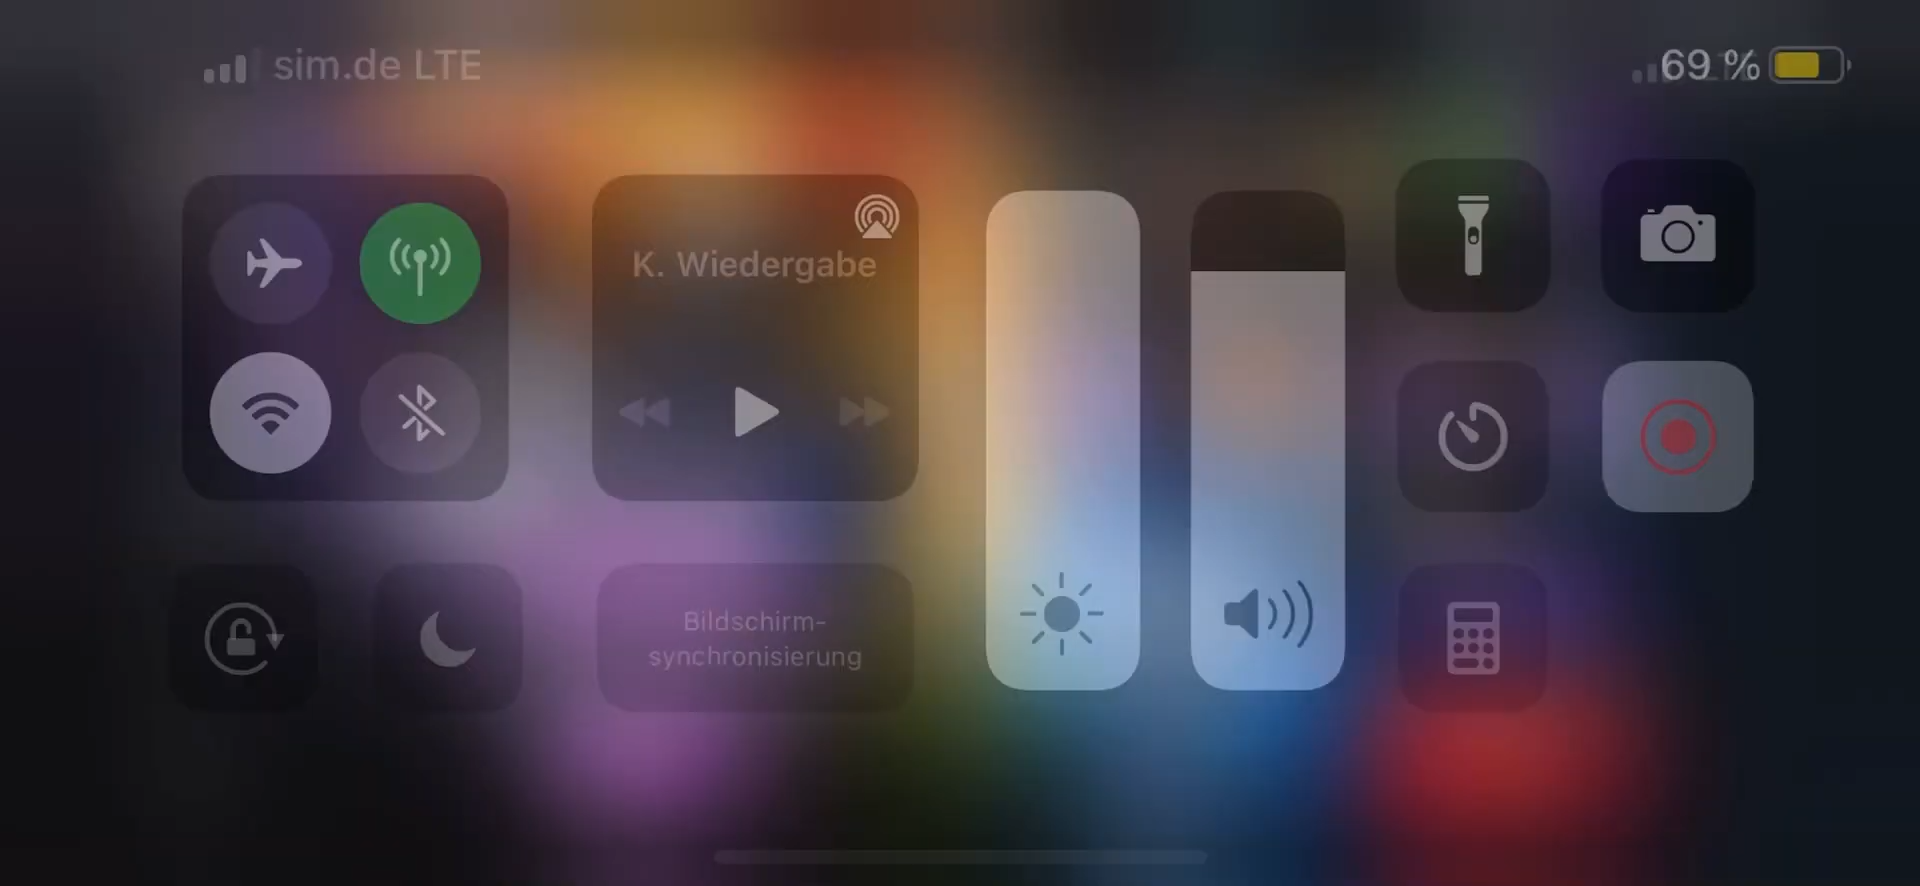 sim.de LTE
69 %
K. Wiedergabe
Bildschirm-
synchronisierung